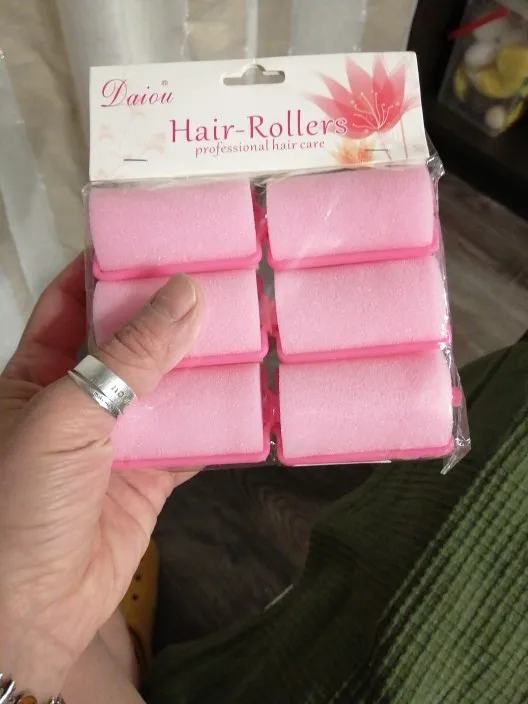 Daiou®
Hair-Rollers
professional hair care